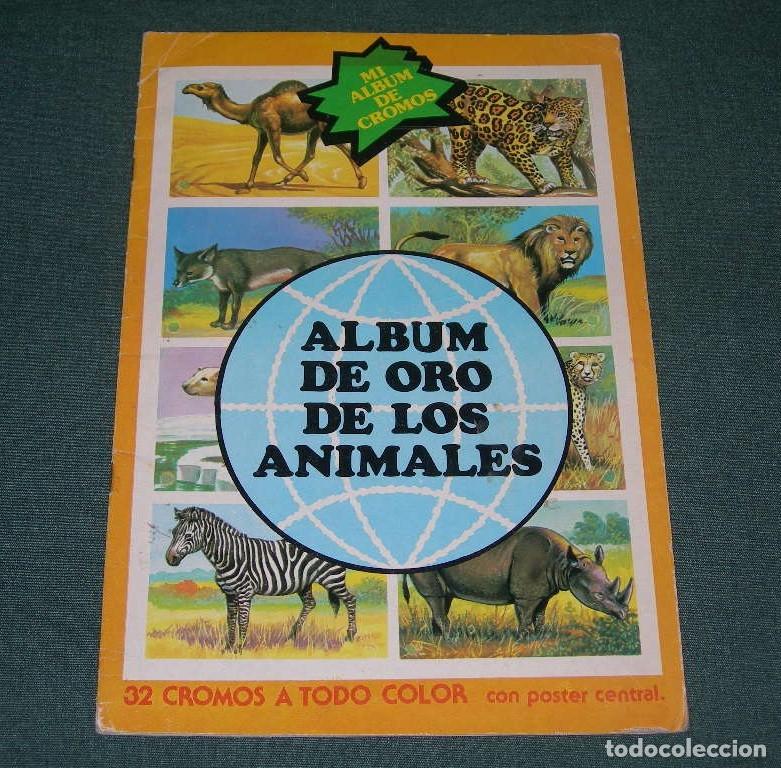 MI
ALBUM
DE
CROMOS
ALBUM
DE ORO
DE LOS
ANIMALES
32 CROMOS A TODO COLOR con poster central.
todocoleccion